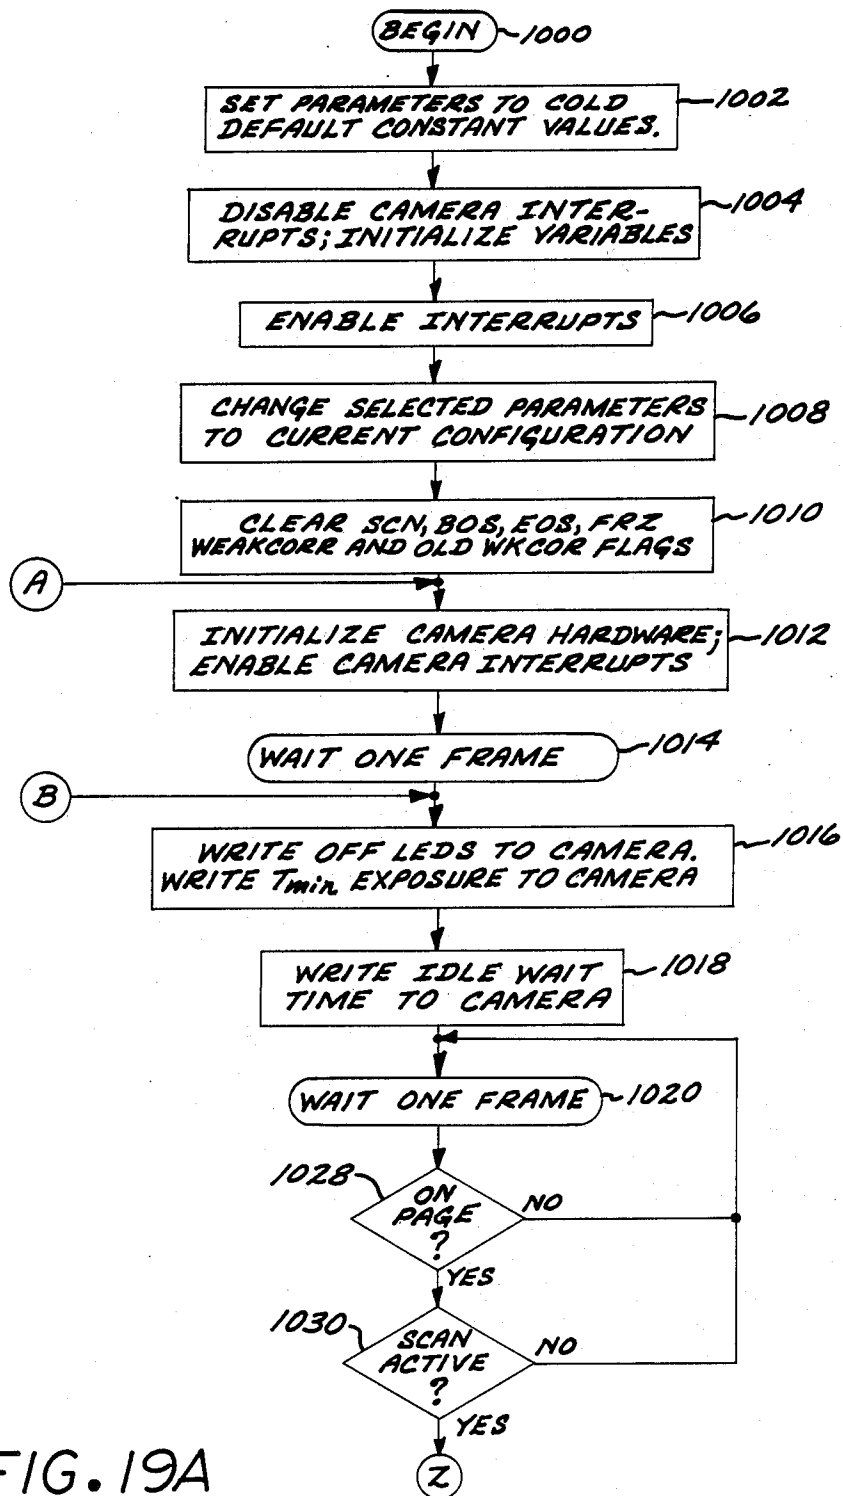 BEGIN 1000
SET PARAMETERS TO COLD 1002
DEFAULT CONSTANT VALUES.
DISABLE CAMERA INTER- 1004
RUPTS; INITIALIZE VARIABLES
ENABLE INTERRUPTS 1006
CHANGE SELECTED PARAMETERS 1008
TO CURRENT CONFIGURATION
CLEAR SCN, BOS, EOS, FRZ 1010
WEAKCORR AND OLD WKCOR FLAGS
A
INITIALIZE CAMERA HARDWARE; 1012
ENABLE CAMERA INTERRUPTS
WAIT ONE FRAME 1014
B
WRITE OFF LEDS TO CAMERA. 1016
WRITE Tmin EXPOSURE TO CAMERA
WRITE IDLE WAIT 1018
TIME TO CAMERA
WAIT ONE FRAME 1020
1028
ON
PAGE
?
NO
YES
1030
SCAN
ACTIVE
?
NO
YES
Z
FIG. 19A